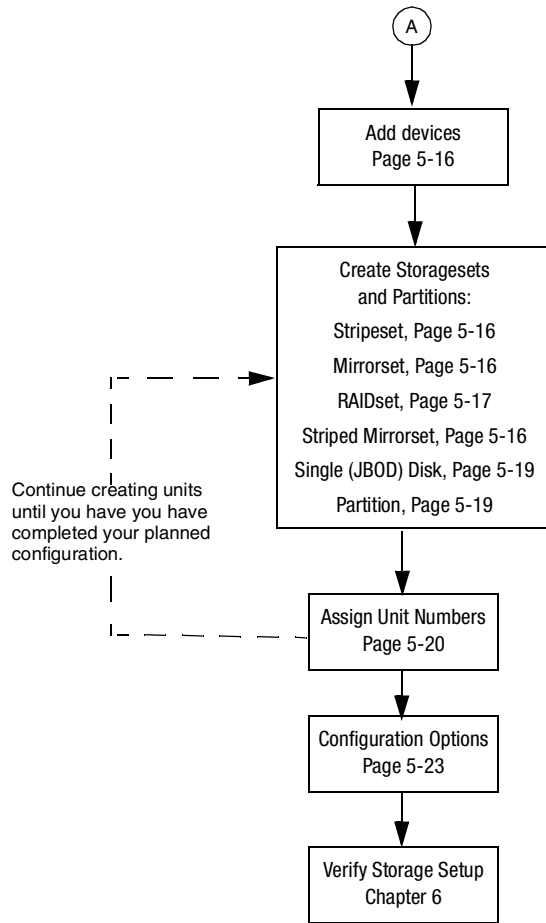 A
Add devices
Page 5-16
Create Storagesets
and Partitions:
Stripeset, Page 5-16
Mirrorset, Page 5-16
RAIDset, Page 5-17
Striped Mirrorset, Page 5-16
Single (JBOD) Disk, Page 5-19
Partition, Page 5-19
Continue creating units
until you have you have
completed your planned
configuration.
Assign Unit Numbers
Page 5-20
Configuration Options
Page 5-23
Verify Storage Setup
Chapter 6